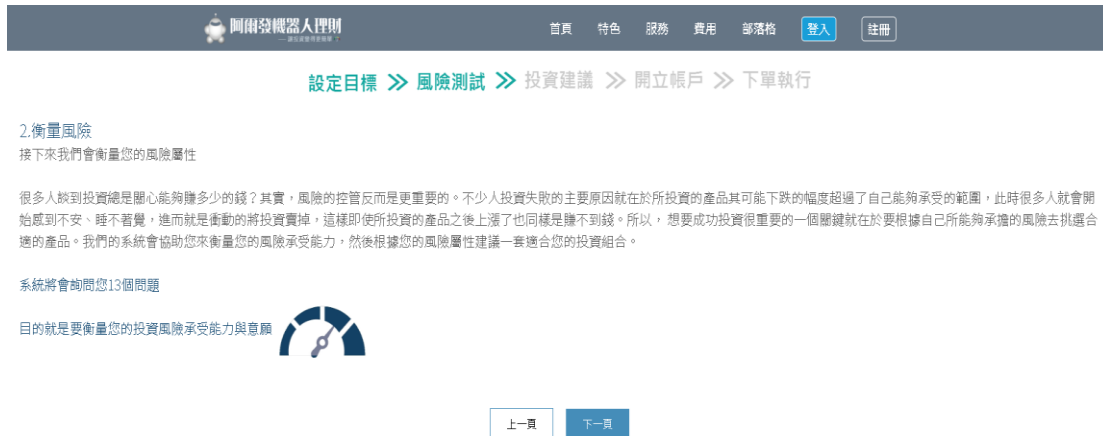 阿爾發機器人理財
首頁 特色 服務 費用 部落格 登入 註冊
設定目標 >> 風險測試 >> 投資建議 >> 開立帳戶 >> 下單執行
2.衡量風險
接下來我們會衡量您的風險屬性
很多人談到投資總是關心能夠賺多少的錢？其實，風險的控管反而是更重要的。不少人投資失敗的主要原因就在於所投資的產品其可能下跌的幅度超過了自己能夠承受的範圍，此時很多人就會開
始感到不安、睡不著覺，進而就是衝動的將投資賣掉，這樣即使所投資的產品之後上漲了也同樣是賺不到錢。所以， 想要成功投資很重要的一個關鍵就在於要根據自己所能夠承擔的風險去挑選合
適的產品。我們的系統會協助您來衡量您的風險承受能力，然後根據您的風險屬性建議一套適合您的投資組合。
系統將會詢問您13個問題
目的就是要衡量您的投資風險承受能力與意願
上一頁 下一頁